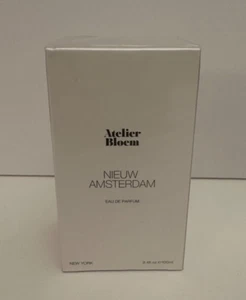 Atelier
Bloem
NIEUW
AMSTERDAM
EAU DE PARFUM
NEW YORK